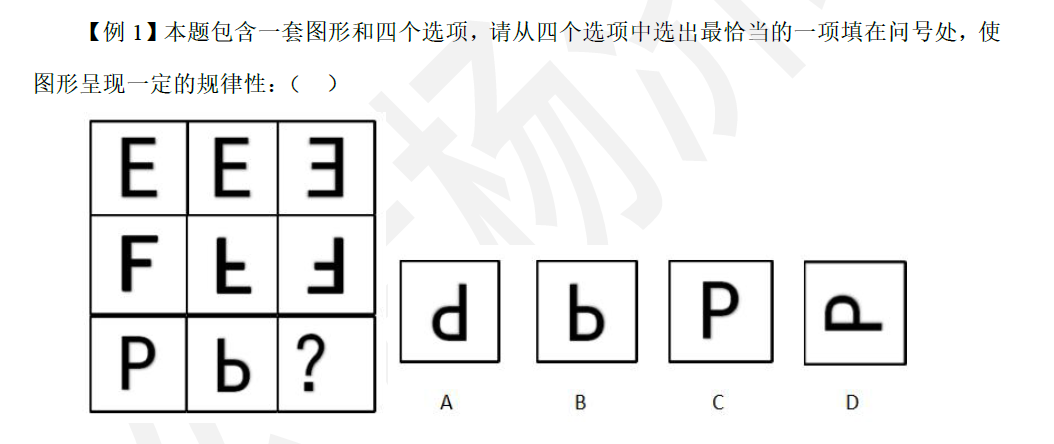 【例 1】本题包含一套图形和四个选项，请从四个选项中选出最恰当的一项填在问号处，使
图形呈现一定的规律性：（ ）
E E Ǝ
F
P b ?
d b P
A B C D